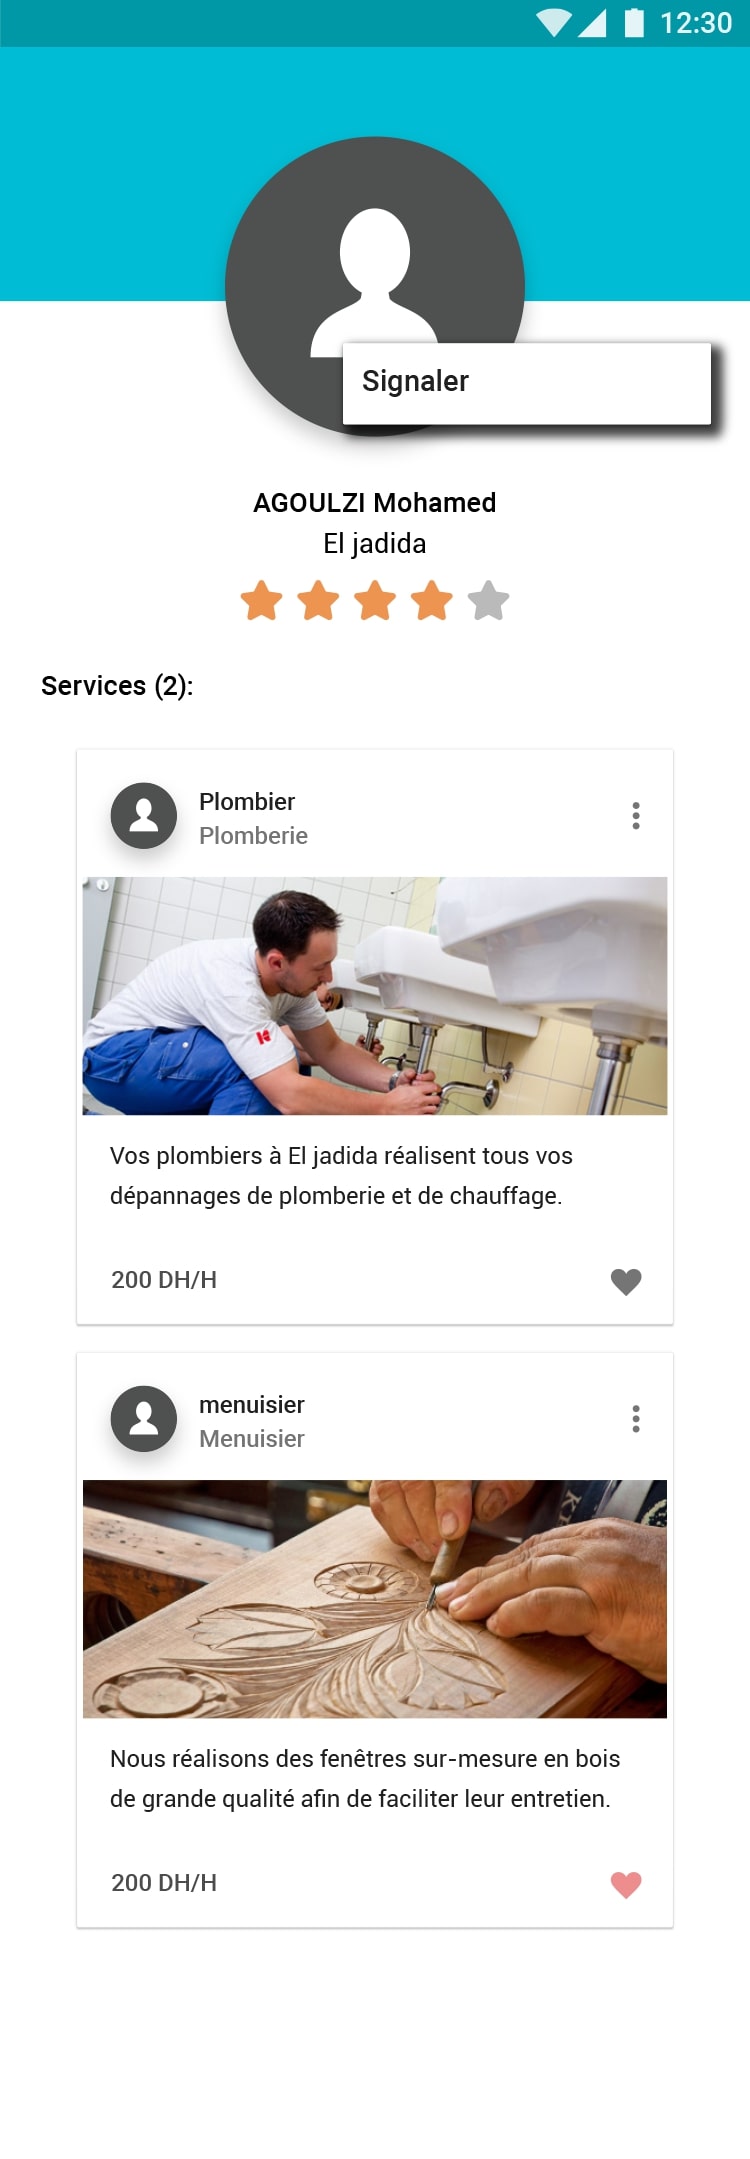 12:30
Signaler
AGOULZI Mohamed
El jadida
Services (2):
Plombier
Plomberie
Vos plombiers à El jadida réalisent tous vos
dépannages de plomberie et de chauffage.
200 DH/H
menuisier
Menuisier
Nous réalisons des fenêtres sur-mesure en bois
de grande qualité afin de faciliter leur entretien.
200 DH/H